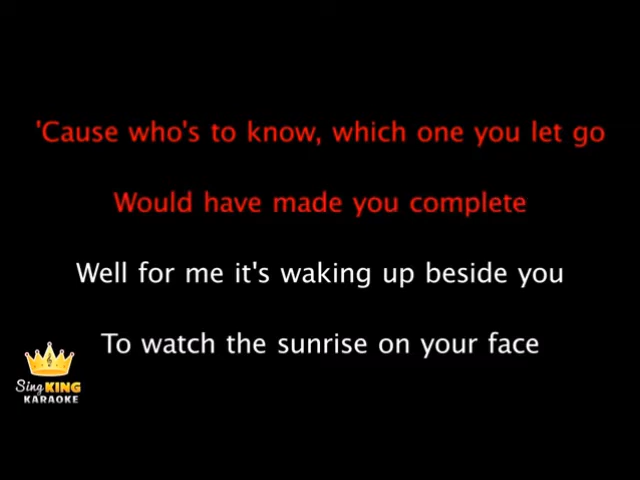 'Cause who's to know, which one you let go
Would have made you complete
Well for me it's waking up beside you
To watch the sunrise on your face
Sing KING
KARAOKE